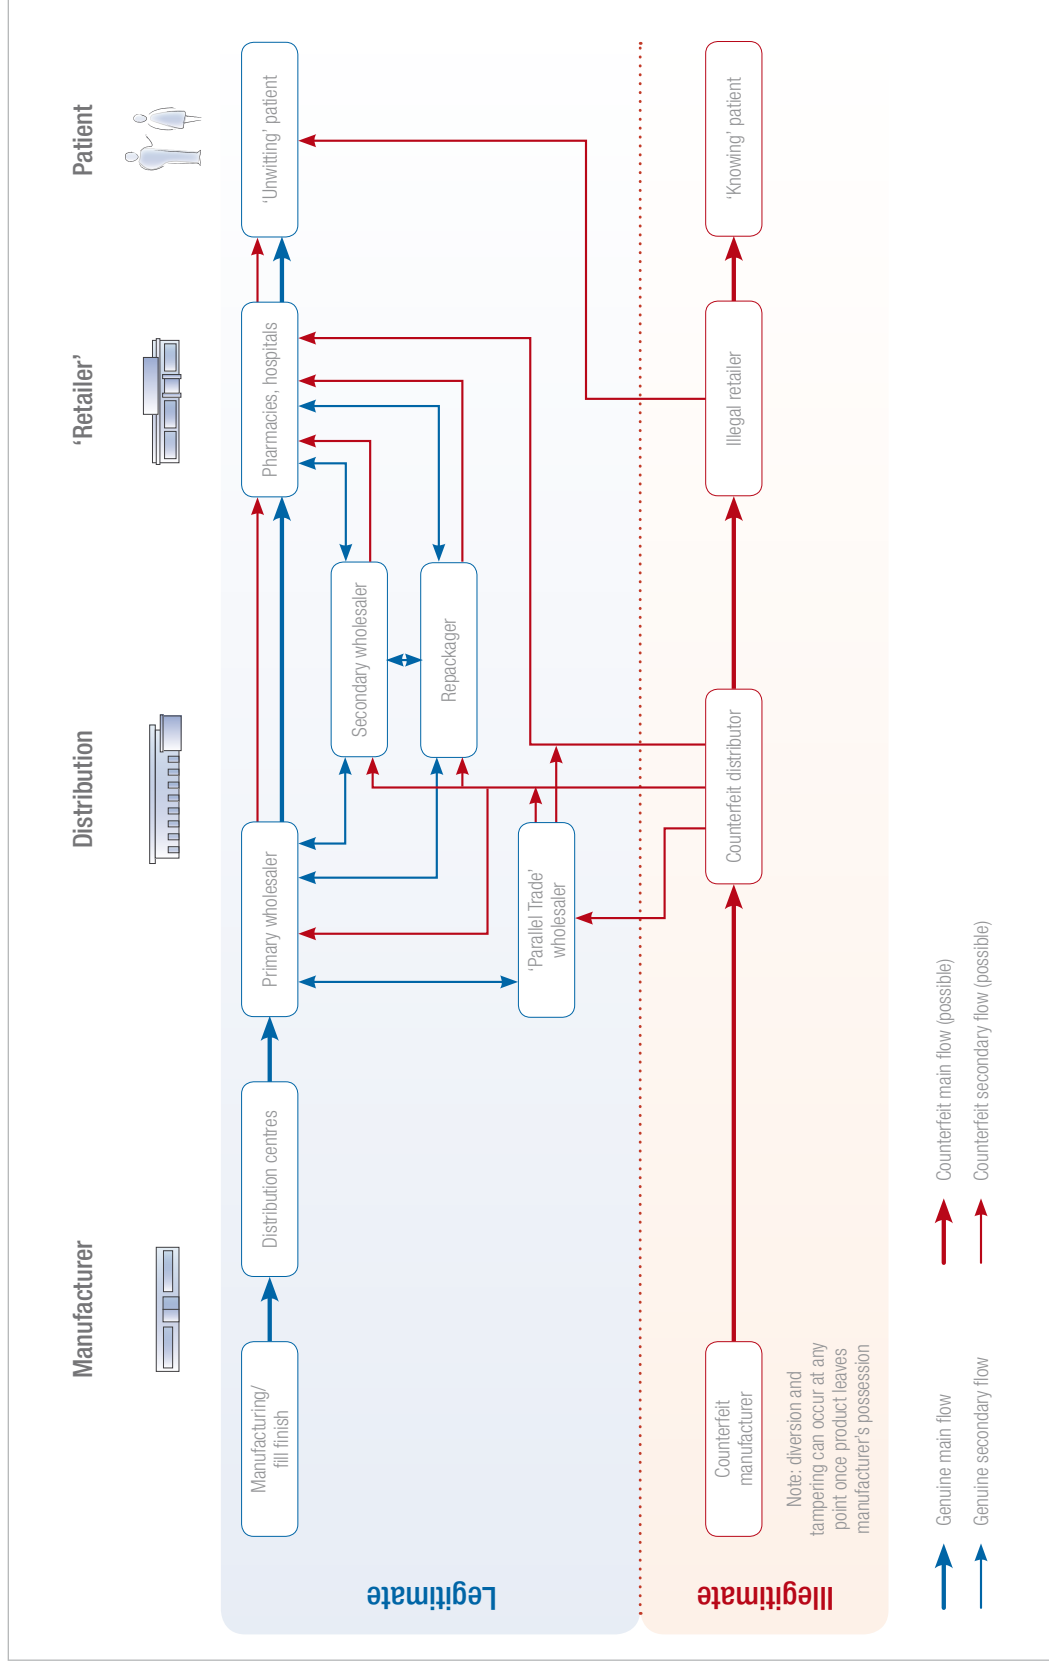 Manufacturer
Distribution
‘Retailer’
Patient
Legitimate
Manufacturing/
fill finish
Distribution centres
Primary wholesaler
Pharmacies, hospitals
‘Unwitting’ patient
Secondary wholesaler
Repackager
‘Parallel Trade’
wholesaler
Illegitimate
Counterfeit
manufacturer
Counterfeit distributor
Illegal retailer
‘Knowing’ patient
Note: diversion and
tampering can occur at any
point once product leaves
manufacturer’s possession
Genuine main flow
Counterfeit main flow (possible)
Genuine secondary flow
Counterfeit secondary flow (possible)